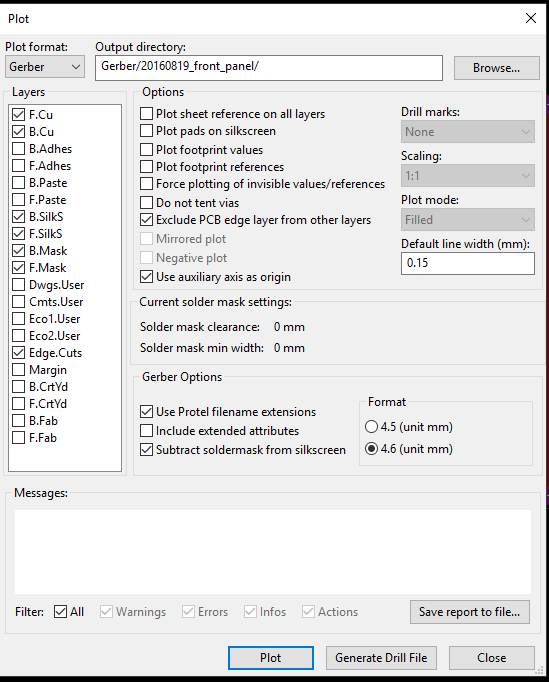 Plot
Plot format:
Output directory:
Gerber
Gerber/20160819_front_panel/
Browse...
Layers
F.Cu
B.Cu
B.Adhes
F.Adhes
B.Paste
F.Paste
B.SilkS
F.SilkS
B.Mask
F.Mask
Dwgs.User
Cmts.User
Eco1.User
Eco2.User
Edge.Cuts
Margin
B.CrtYd
F.CrtYd
B.Fab
F.Fab
Options
Plot sheet reference on all layers
Plot pads on silkscreen
Plot footprint values
Plot footprint references
Force plotting of invisible values/references
Do not tent vias
Exclude PCB edge layer from other layers
Mirrored plot
Negative plot
Use auxiliary axis as origin
Drill marks:
None
Scaling:
1:1
Plot mode:
Filled
Default line width (mm):
0.15
Current solder mask settings:
Solder mask clearance: 0 mm
Solder mask min width: 0 mm
Gerber Options
Use Protel filename extensions
Include extended attributes
Subtract soldermask from silkscreen
Format
4.5 (unit mm)
4.6 (unit mm)
Messages:
Filter: All Warnings Errors Infos Actions
Save report to file...
Plot
Generate Drill File
Close